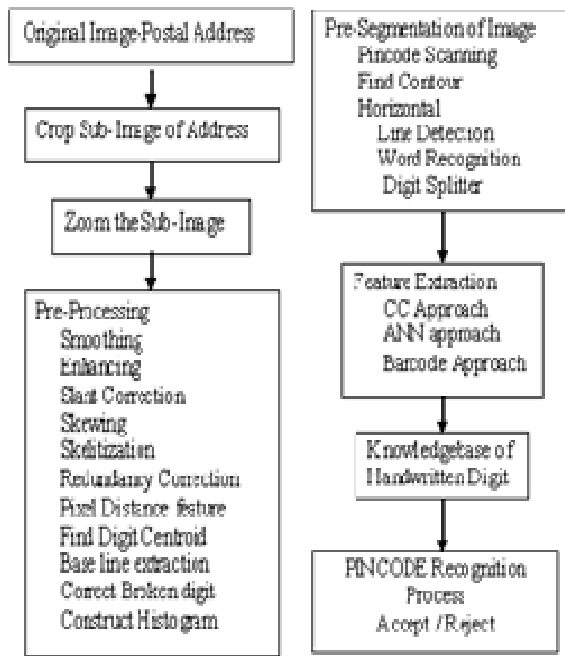 Original Image-Postal Address
Crop Sub-Image of Address
Zoom the Sub-Image
Pre-Processing
Smoothing
Enhancing
Slant Correction
Skewing
Skelitization
Redundancy Correction
Pixel Distance feature
Find Digit Centroid
Base line extraction
Correct Broken digit
Construct Histogram
Pre-Segmentation of Image
Pincode Scanning
Find Contour
Horizontal
Line Detection
Word Recognition
Digit Splitter
Feature Extraction
CC Approach
ANN approach
Barcode Approach
Knowledgebase of
Handwritten Digit
PINCODE Recognition
Process
Accept / Reject